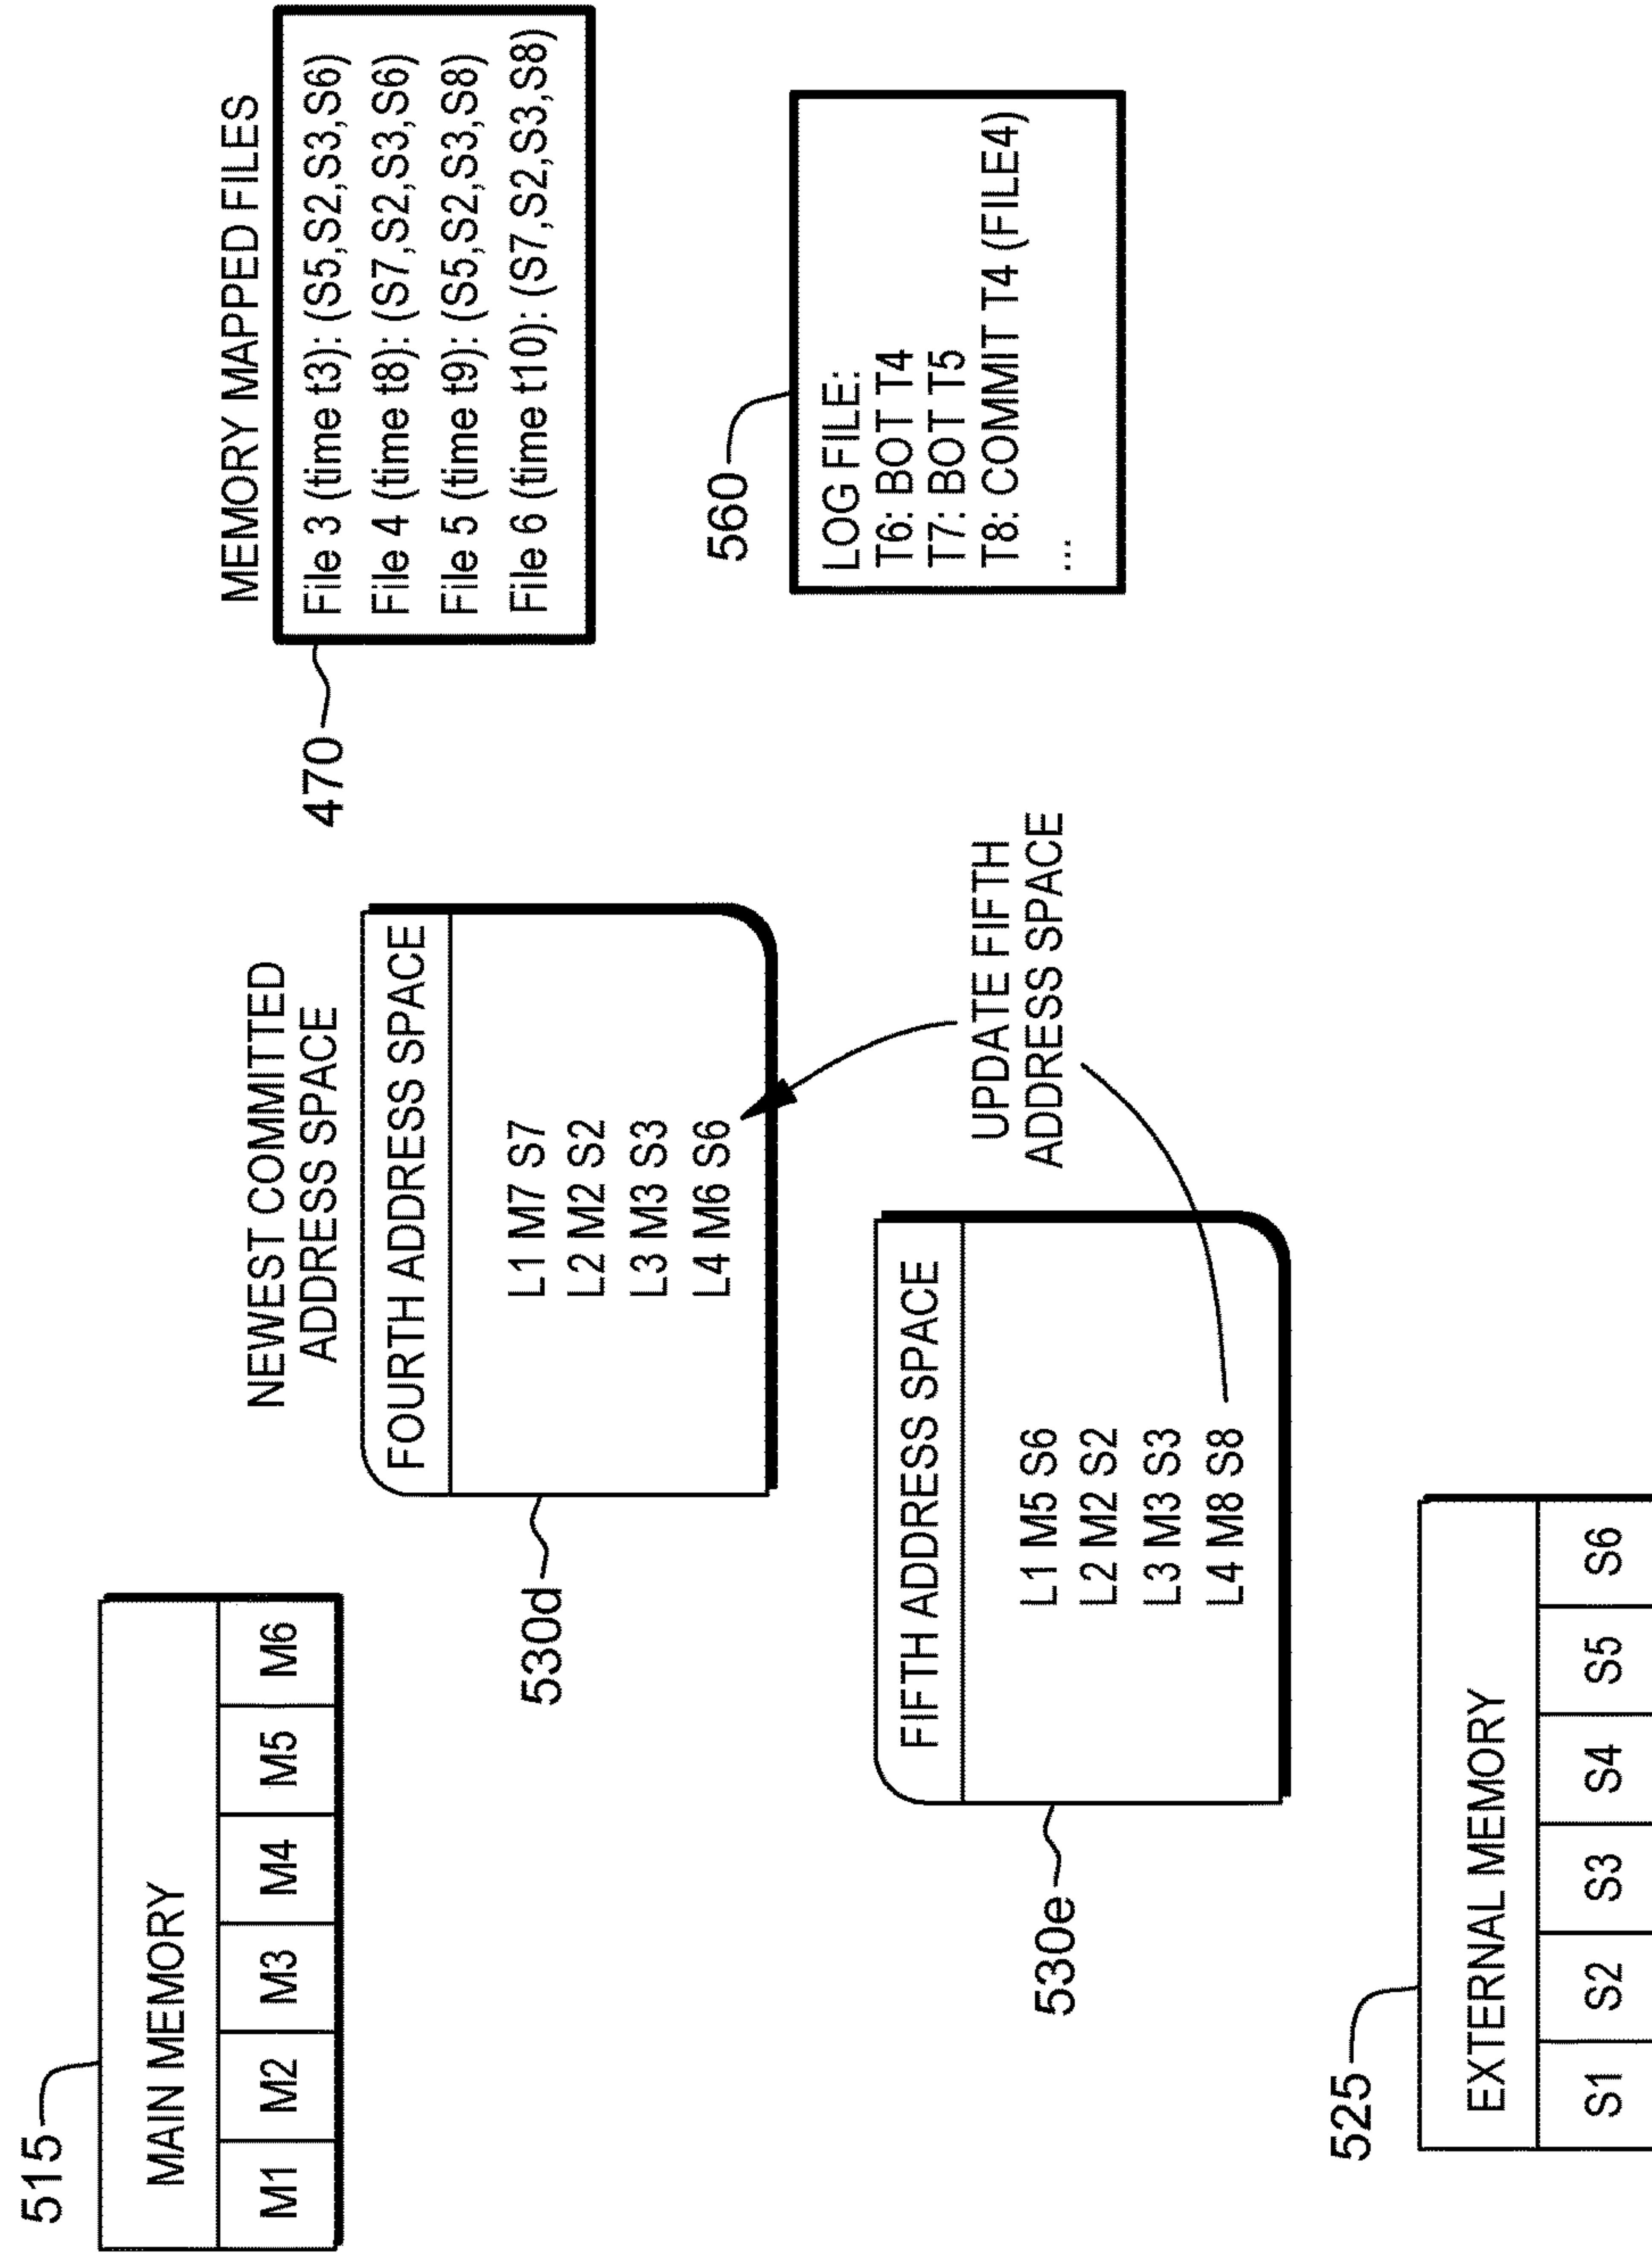 515
MAIN MEMORY
M1 M2 M3 M4 M5 M6
NEWEST COMMITTED
ADDRESS SPACE
530d
FOURTH ADDRESS SPACE
L1 M7 S7
L2 M2 S2
L3 M3 S3
L4 M6 S6
MEMORY MAPPED FILES
470
File 3 (time t3): (S5,S2,S3,S6)
File 4 (time t8): (S7,S2,S3,S6)
File 5 (time t9): (S5,S2,S3,S8)
File 6 (time t10): (S7,S2,S3,S8)
560
LOG FILE:
T6: BOT T4
T7: BOT T5
T8: COMMIT T4 (FILE4)
...
530e
FIFTH ADDRESS SPACE
L1 M5 S6
L2 M2 S2
L3 M3 S3
L4 M8 S8
UPDATE FIFTH
ADDRESS SPACE
525
EXTERNAL MEMORY
S1 S2 S3 S4 S5 S6